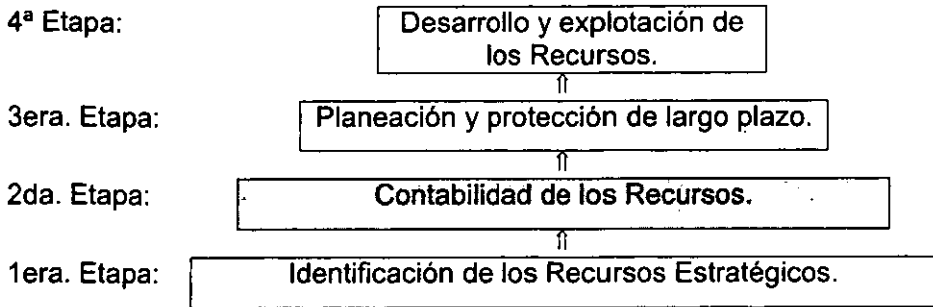 4ª Etapa:
Desarrollo y explotación de
los Recursos.
⇑
3era. Etapa:
Planeación y protección de largo plazo.
⇑
2da. Etapa:
Contabilidad de los Recursos.
⇑
1era. Etapa:
Identificación de los Recursos Estratégicos.